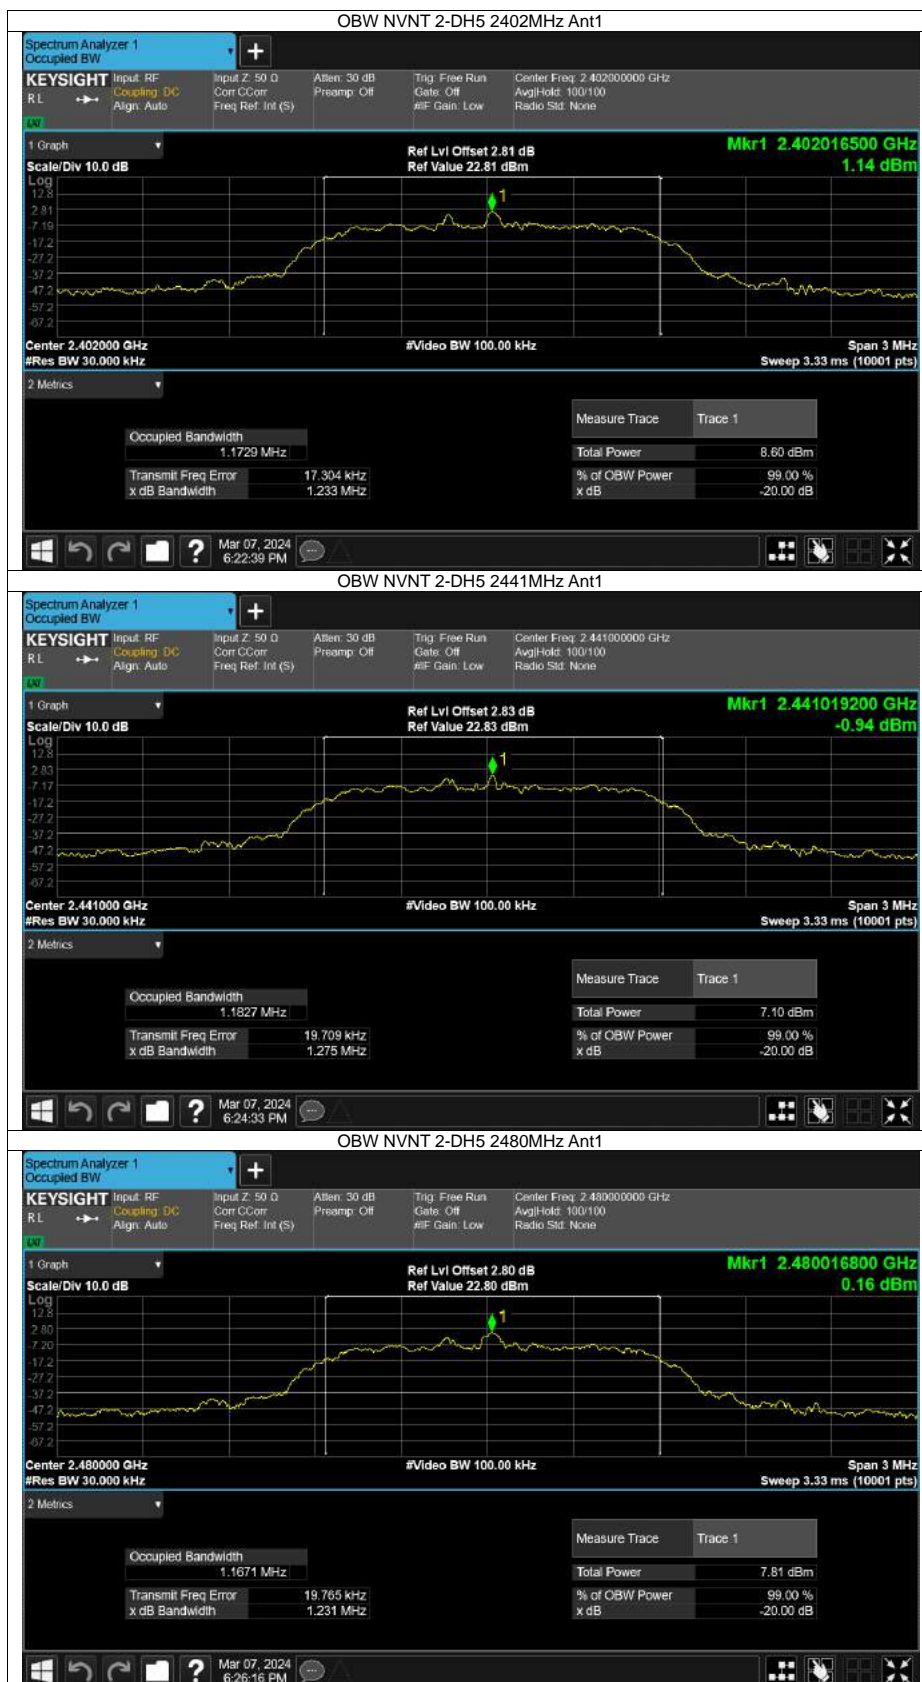 OBW NVNT 2-DH5 2402MHz Ant1
Spectrum Analyzer 1
Occupied BW
+
KEYSIGHT Input: RF Input Z: 50 Ω Atten: 30 dB Trig: Free Run Center Freq: 2.402000000 GHz
R L Coupling: DC Corr CCorr Preamp: Off Gate: Off Avg|Hold: 100/100
Align: Auto Freq Ref: Int (S) #IF Gain: Low Radio Std: None
LXI
1 Graph Ref Lvl Offset 2.81 dB Mkr1 2.402016500 GHz
Scale/Div 10.0 dB Ref Value 22.81 dBm 1.14 dBm
Log
12.8
1
2.81
-7.19
-17.2
-27.2
-37.2
-47.2
-57.2
-67.2
Center 2.402000 GHz #Video BW 100.00 kHz Span 3 MHz
#Res BW 30.000 kHz Sweep 3.33 ms (10001 pts)
2 Metrics
Measure Trace Trace 1
Occupied Bandwidth
1.1729 MHz Total Power 8.60 dBm
Transmit Freq Error 17.304 kHz % of OBW Power 99.00 %
x dB Bandwidth 1.233 MHz x dB -20.00 dB
? Mar 07, 2024
6:22:39 PM
OBW NVNT 2-DH5 2441MHz Ant1
Spectrum Analyzer 1
Occupied BW
+
KEYSIGHT Input: RF Input Z: 50 Ω Atten: 30 dB Trig: Free Run Center Freq: 2.441000000 GHz
R L Coupling: DC Corr CCorr Preamp: Off Gate: Off Avg|Hold: 100/100
Align: Auto Freq Ref: Int (S) #IF Gain: Low Radio Std: None
LXI
1 Graph Ref Lvl Offset 2.83 dB Mkr1 2.441019200 GHz
Scale/Div 10.0 dB Ref Value 22.83 dBm -0.94 dBm
Log
12.8
1
2.83
-7.17
-17.2
-27.2
-37.2
-47.2
-57.2
-67.2
Center 2.441000 GHz #Video BW 100.00 kHz Span 3 MHz
#Res BW 30.000 kHz Sweep 3.33 ms (10001 pts)
2 Metrics
Measure Trace Trace 1
Occupied Bandwidth
1.1827 MHz Total Power 7.10 dBm
Transmit Freq Error 19.709 kHz % of OBW Power 99.00 %
x dB Bandwidth 1.275 MHz x dB -20.00 dB
? Mar 07, 2024
6:24:33 PM
OBW NVNT 2-DH5 2480MHz Ant1
Spectrum Analyzer 1
Occupied BW
+
KEYSIGHT Input: RF Input Z: 50 Ω Atten: 30 dB Trig: Free Run Center Freq: 2.480000000 GHz
R L Coupling: DC Corr CCorr Preamp: Off Gate: Off Avg|Hold: 100/100
Align: Auto Freq Ref: Int (S) #IF Gain: Low Radio Std: None
LXI
1 Graph Ref Lvl Offset 2.80 dB Mkr1 2.480016800 GHz
Scale/Div 10.0 dB Ref Value 22.80 dBm 0.16 dBm
Log
12.8
1
2.80
-7.20
-17.2
-27.2
-37.2
-47.2
-57.2
-67.2
Center 2.480000 GHz #Video BW 100.00 kHz Span 3 MHz
#Res BW 30.000 kHz Sweep 3.33 ms (10001 pts)
2 Metrics
Measure Trace Trace 1
Occupied Bandwidth
1.1671 MHz Total Power 7.81 dBm
Transmit Freq Error 19.765 kHz % of OBW Power 99.00 %
x dB Bandwidth 1.231 MHz x dB -20.00 dB
? Mar 07, 2024
6:26:16 PM